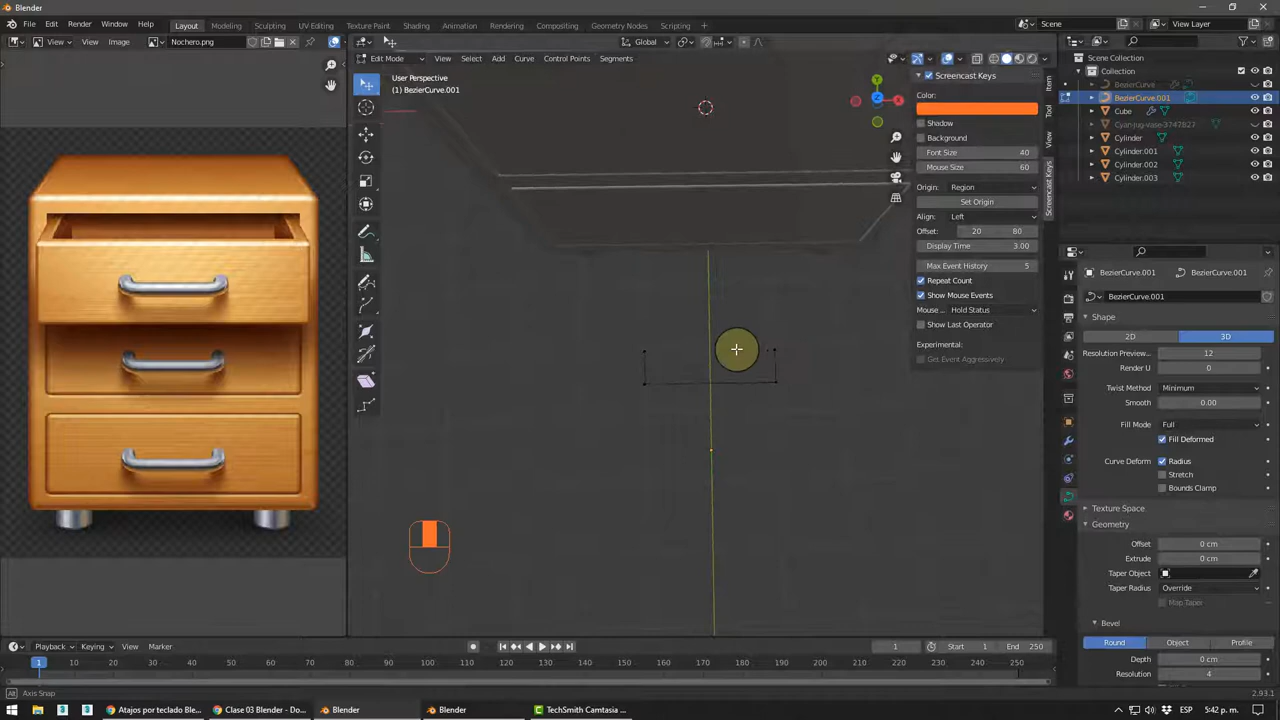 Blender
File Edit Render Window Help Layout Modeling Sculpting UV Editing Texture Paint Shading Animation Rendering Compositing Geometry Nodes Scripting + Scene View Layer
View View Image Nochero.png Global
Edit Mode View Select Add Curve Control Points Segments
User Perspective
(1) BezierCurve.001
Screencast Keys
Color:
Shadow
Background
Font Size 40
Mouse Size 60
Origin: Region
Set Origin
Align: Left
Offset: 20 80
Display Time 3.00
Max Event History 5
Repeat Count
Show Mouse Events
Mouse ... Hold Status
Show Last Operator
Experimental:
Get Event Aggressively
Item
Tool
View
Screencast Keys
Scene Collection
Collection
BezierCurve
BezierCurve.001
Cube
Cyan-jug-vase-3747b27
Cylinder
Cylinder.001
Cylinder.002
Cylinder.003
BezierCurve.001 BezierCurve.001
BezierCurve.001
Shape
2D 3D
Resolution Preview... 12
Render U 0
Twist Method Minimum
Smooth 0.00
Fill Mode Full
Fill Deformed
Curve Deform Radius
Stretch
Bounds Clamp
Texture Space
Geometry
Offset 0 cm
Extrude 0 cm
Taper Object
Taper Radius Override
Map Taper
Bevel
Round Object Profile
Depth 0 cm
Resolution 4
Playback Keying View Marker 1 Start 1 End 250
1 10 20 30 40 50 60 70 80 90 100 110 120 130 140 150 160 170 180 190 200 210 220 230 240 250
Axis Snap 2.93.1
Atajos por teclado Ble... Clase 03 Blender - Do... Blender Blender TechSmith Camtasia ... ESP 5:42 p. m.